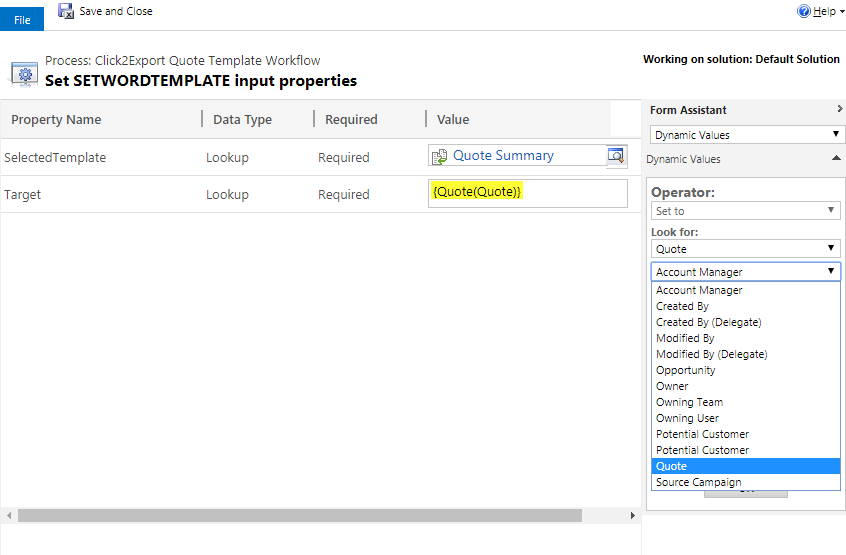 File
Save and Close
Help
Process: Click2Export Quote Template Workflow
Set SETWORDTEMPLATE input properties
Working on solution: Default Solution
Property Name Data Type Required Value
SelectedTemplate Lookup Required Quote Summary
Target Lookup Required {Quote(Quote)}
Form Assistant
Dynamic Values
Dynamic Values
Operator:
Set to
Look for:
Quote
Account Manager
Account Manager
Created By
Created By (Delegate)
Modified By
Modified By (Delegate)
Opportunity
Owner
Owning Team
Owning User
Potential Customer
Potential Customer
Quote
Source Campaign